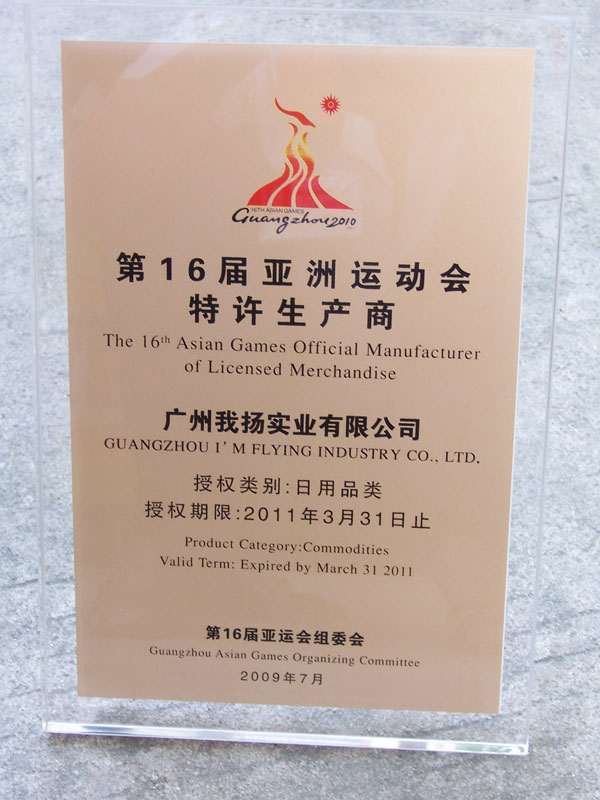 16TH ASIAN GAMES
Guangzhou 2010
第16届亚洲运动会
特许生产商
The 16th Asian Games Official Manufacturer
of Licensed Merchandise
广州我扬实业有限公司
GUANGZHOU I'M FLYING INDUSTRY CO., LTD.
授权类别:日用品类
授权期限:2011年3月31日止
Product Category:Commodities
Valid Term: Expired by March 31 2011
第16届亚运会组委会
Guangzhou Asian Games Organizing Committee
2009年7月